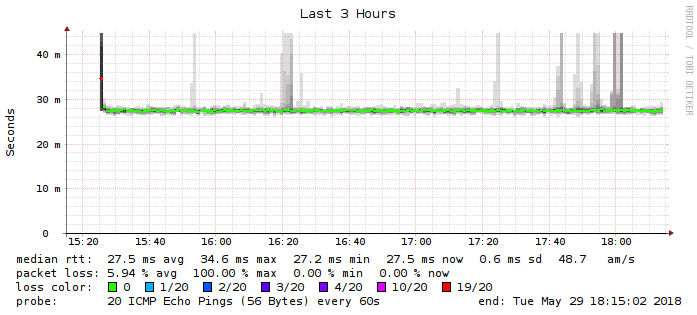 Last 3 Hours
RRDTOOL / TOBI OETIKER
Seconds
40 m
30 m
20 m
10 m
0
15:20 15:40 16:00 16:20 16:40 17:00 17:20 17:40 18:00
median rtt: 27.5 ms avg 34.6 ms max 27.2 ms min 27.5 ms now 0.6 ms sd 48.7 am/s
packet loss: 5.94 % avg 100.00 % max 0.00 % min 0.00 % now
loss color: 0 1/20 2/20 3/20 4/20 10/20 19/20
probe: 20 ICMP Echo Pings (56 Bytes) every 60s end: Tue May 29 18:15:02 2018